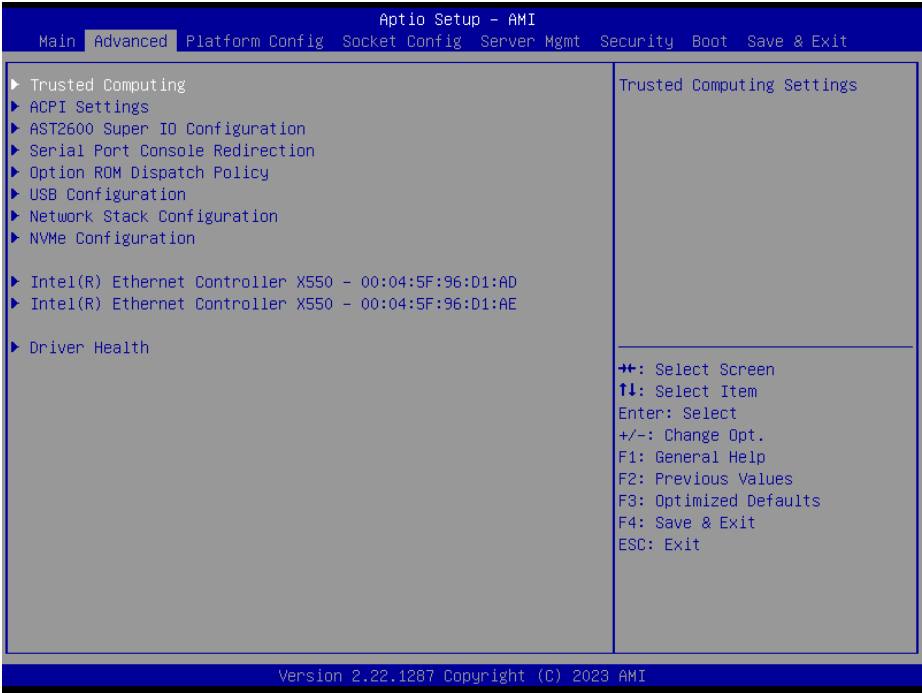 Aptio Setup – AMI
Main Advanced Platform Config Socket Config Server Mgmt Security Boot Save & Exit
▶ Trusted Computing
▶ ACPI Settings
▶ AST2600 Super IO Configuration
▶ Serial Port Console Redirection
▶ Option ROM Dispatch Policy
▶ USB Configuration
▶ Network Stack Configuration
▶ NVMe Configuration
▶ Intel(R) Ethernet Controller X550 – 00:04:5F:96:D1:AD
▶ Intel(R) Ethernet Controller X550 – 00:04:5F:96:D1:AE
▶ Driver Health
Trusted Computing Settings
→←: Select Screen
↑↓: Select Item
Enter: Select
+/-: Change Opt.
F1: General Help
F2: Previous Values
F3: Optimized Defaults
F4: Save & Exit
ESC: Exit
Version 2.22.1287 Copyright (C) 2023 AMI